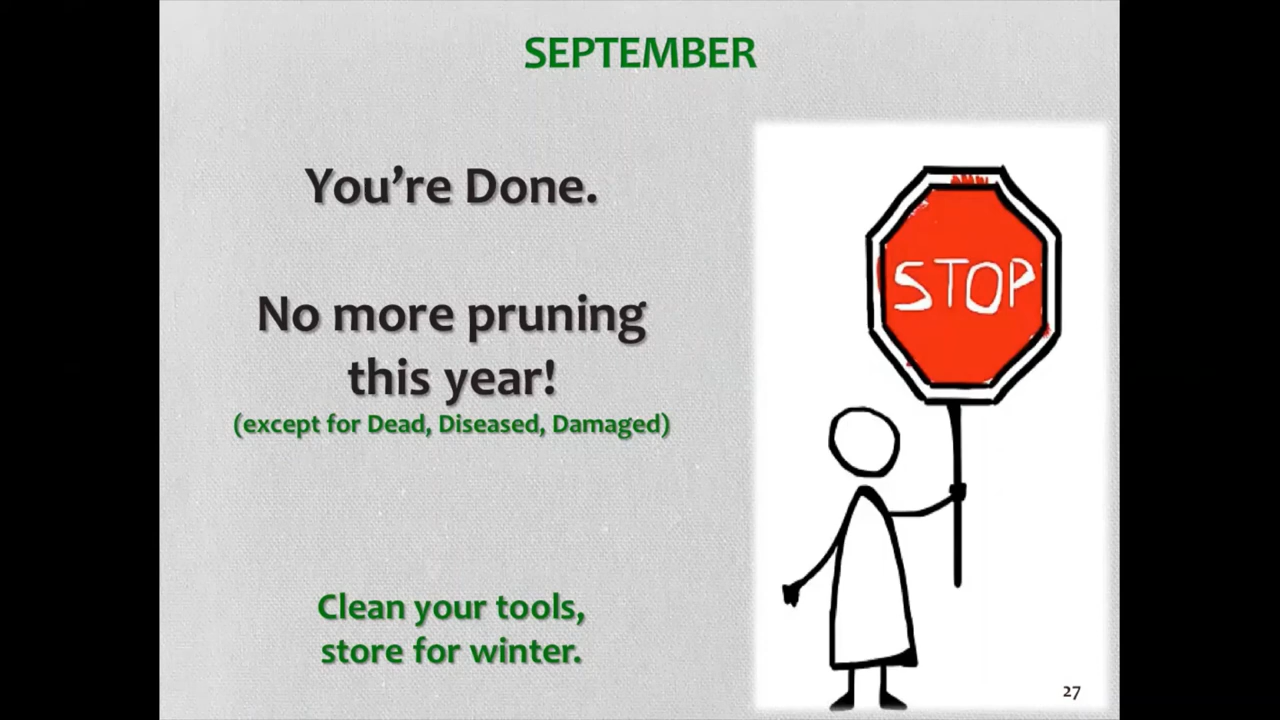 SEPTEMBER
You’re Done.
No more pruning
this year!
(except for Dead, Diseased, Damaged)
STOP
Clean your tools,
store for winter.
27